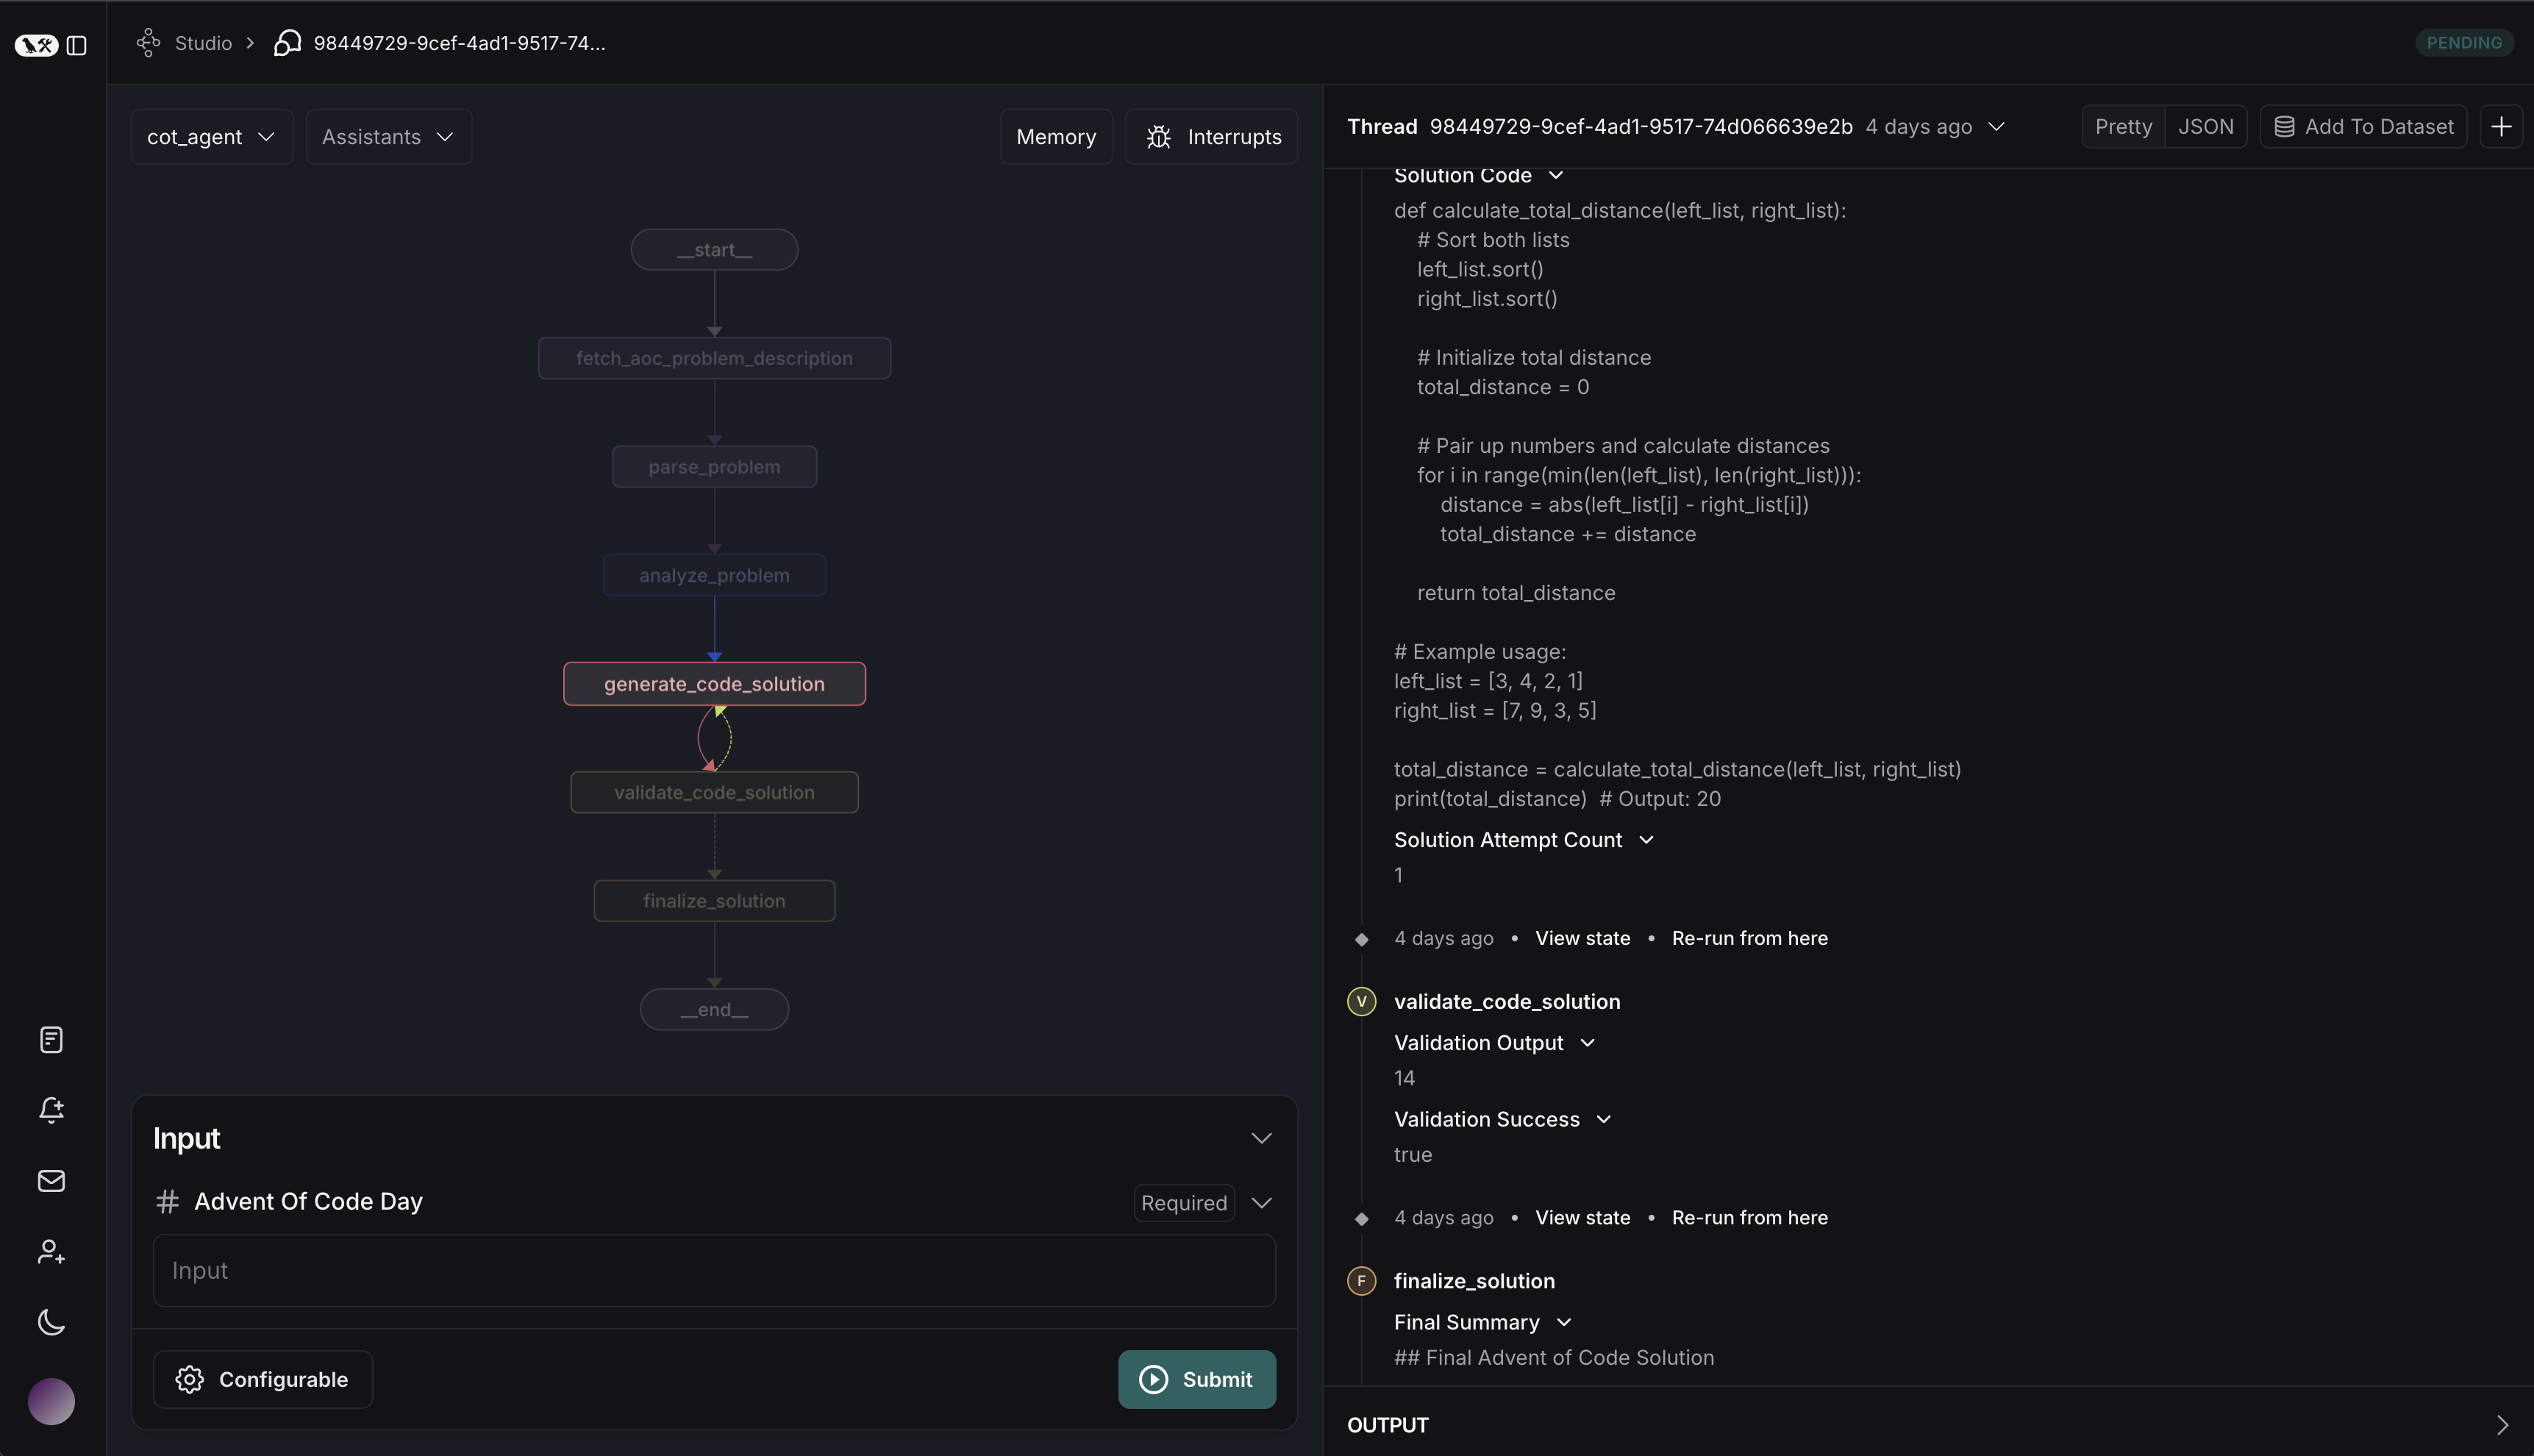 Studio
98449729-9cef-4ad1-9517-74...
PENDING
cot_agent
Assistants
Memory
Interrupts
__start__
fetch_aoc_problem_description
parse_problem
analyze_problem
generate_code_solution
validate_code_solution
finalize_solution
__end__
Input
# Advent Of Code Day
Required
Input
Configurable
Submit
Thread 98449729-9cef-4ad1-9517-74d066639e2b 4 days ago
Pretty
JSON
Add To Dataset
Solution Code
def calculate_total_distance(left_list, right_list):
# Sort both lists
left_list.sort()
right_list.sort()
# Initialize total distance
total_distance = 0
# Pair up numbers and calculate distances
for i in range(min(len(left_list), len(right_list))):
distance = abs(left_list[i] - right_list[i])
total_distance += distance
return total_distance
# Example usage:
left_list = [3, 4, 2, 1]
right_list = [7, 9, 3, 5]
total_distance = calculate_total_distance(left_list, right_list)
print(total_distance) # Output: 20
Solution Attempt Count
1
4 days ago • View state • Re-run from here
V validate_code_solution
Validation Output
14
Validation Success
true
4 days ago • View state • Re-run from here
F finalize_solution
Final Summary
## Final Advent of Code Solution
OUTPUT